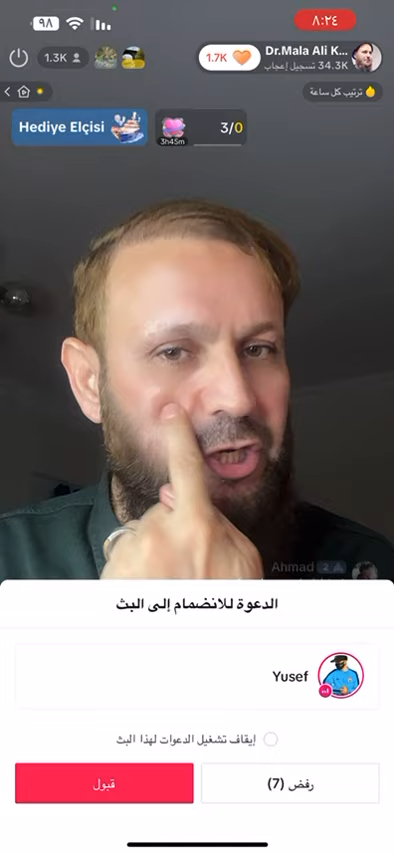 ٩٨
٨:٢٤
1.3K
1.7K
Dr.Mala Ali K...
34.3K تسجيل إعجاب
ترتيب كل ساعة
Hediye Elçisi
3h45m
3/0
Ahmad
2
الدعوة للانضمام إلى البث
Yusef
إيقاف تشغيل الدعوات لهذا البث
رفض (7)
قبول